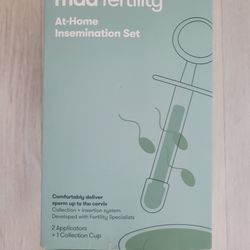 fertility
At-Home
Insemination Set
Comfortably deliver
sperm up to the cervix
Collection + insertion system
Developed with Fertility Specialists
2 Applicators
+ 1 Collection Cup